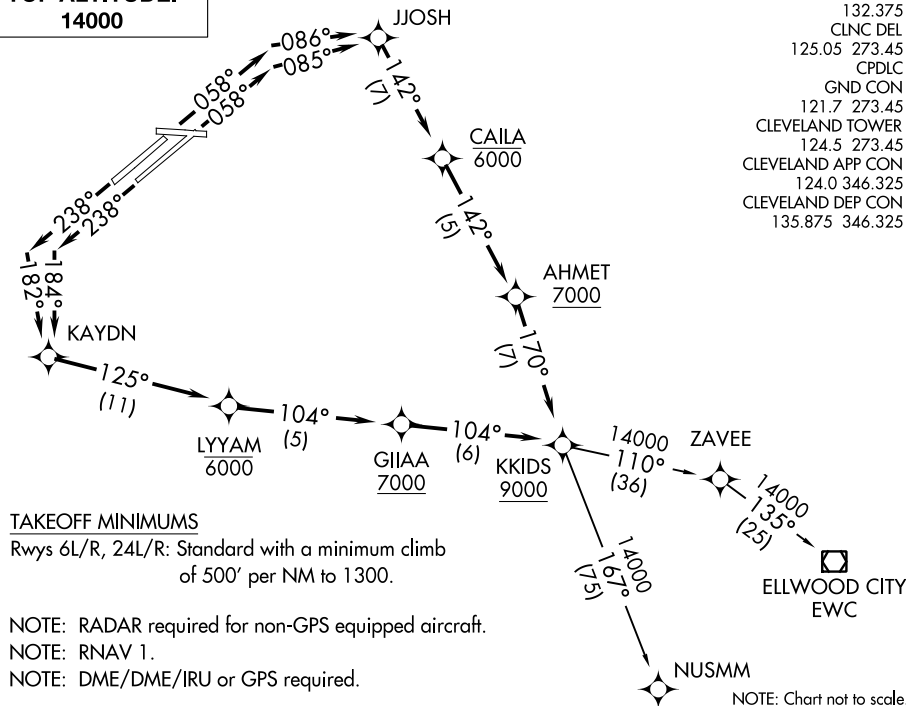 TOP ALTITUDE:
14000
132.375
CLNC DEL
125.05 273.45
CPDLC
GND CON
121.7 273.45
CLEVELAND TOWER
124.5 273.45
CLEVELAND APP CON
124.0 346.325
CLEVELAND DEP CON
135.875 346.325
JJOSH
086°
085°
058°
058°
142°
(7)
CAILA
6000
142°
(5)
AHMET
7000
170°
(7)
238°
238°
182°
184°
KAYDN
125°
(11)
LYYAM
6000
104°
(5)
GIIAA
7000
104°
(6)
KKIDS
9000
14000
110°
(36)
ZAVEE
14000
135°
(25)
ELLWOOD CITY
EWC
14000
167°
(75)
NUSMM
TAKEOFF MINIMUMS
Rwys 6L/R, 24L/R: Standard with a minimum climb
of 500' per NM to 1300.
NOTE: RADAR required for non-GPS equipped aircraft.
NOTE: RNAV 1.
NOTE: DME/DME/IRU or GPS required.
NOTE: Chart not to scale